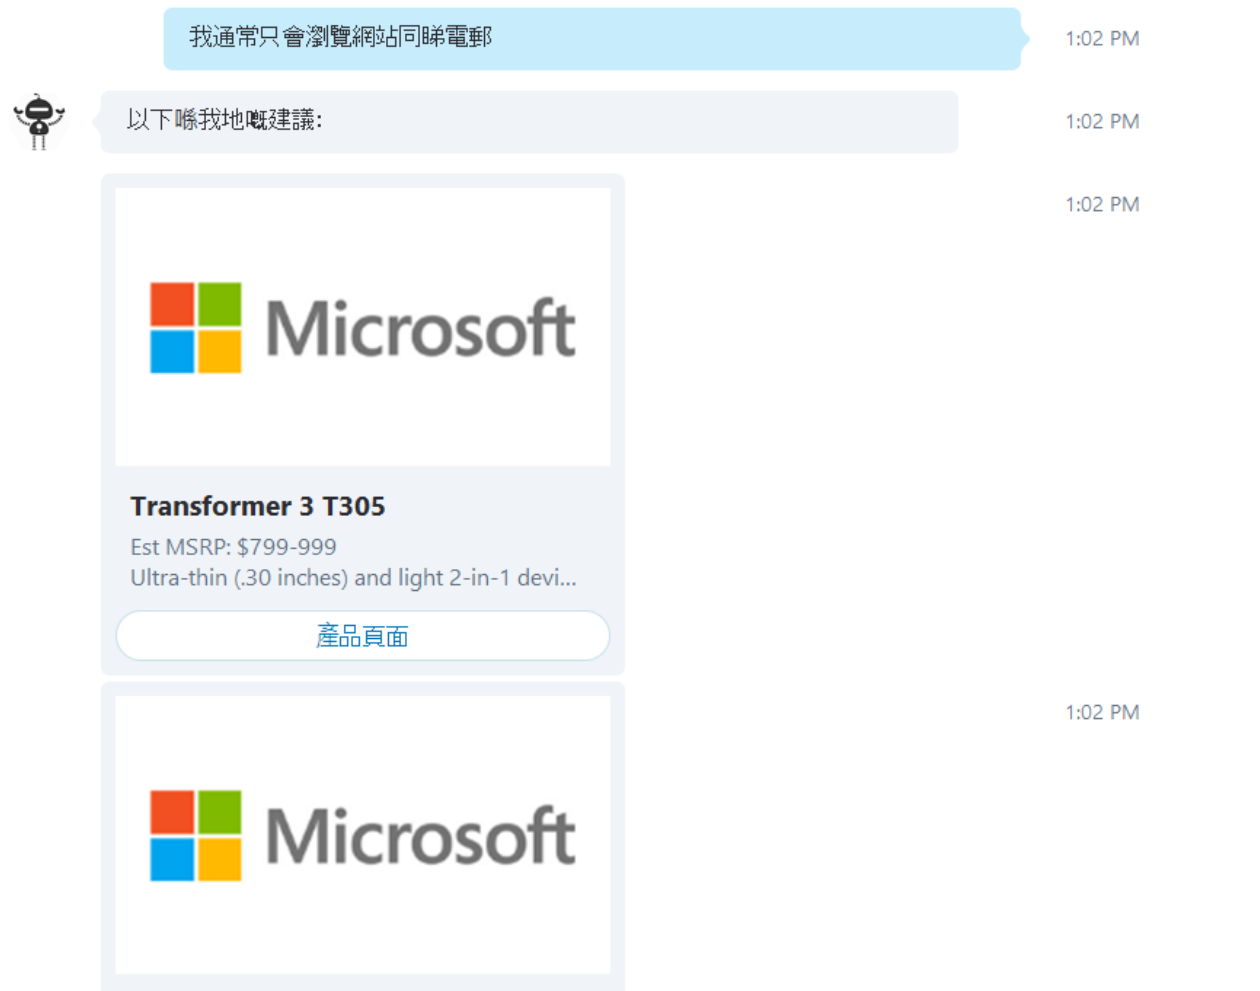 我通常只會瀏覽網站同睇電郵
1:02 PM
以下喺我地嘅建議:
1:02 PM
1:02 PM
Microsoft
Transformer 3 T305
Est MSRP: $799-999
Ultra-thin (.30 inches) and light 2-in-1 devi...
產品頁面
1:02 PM
Microsoft